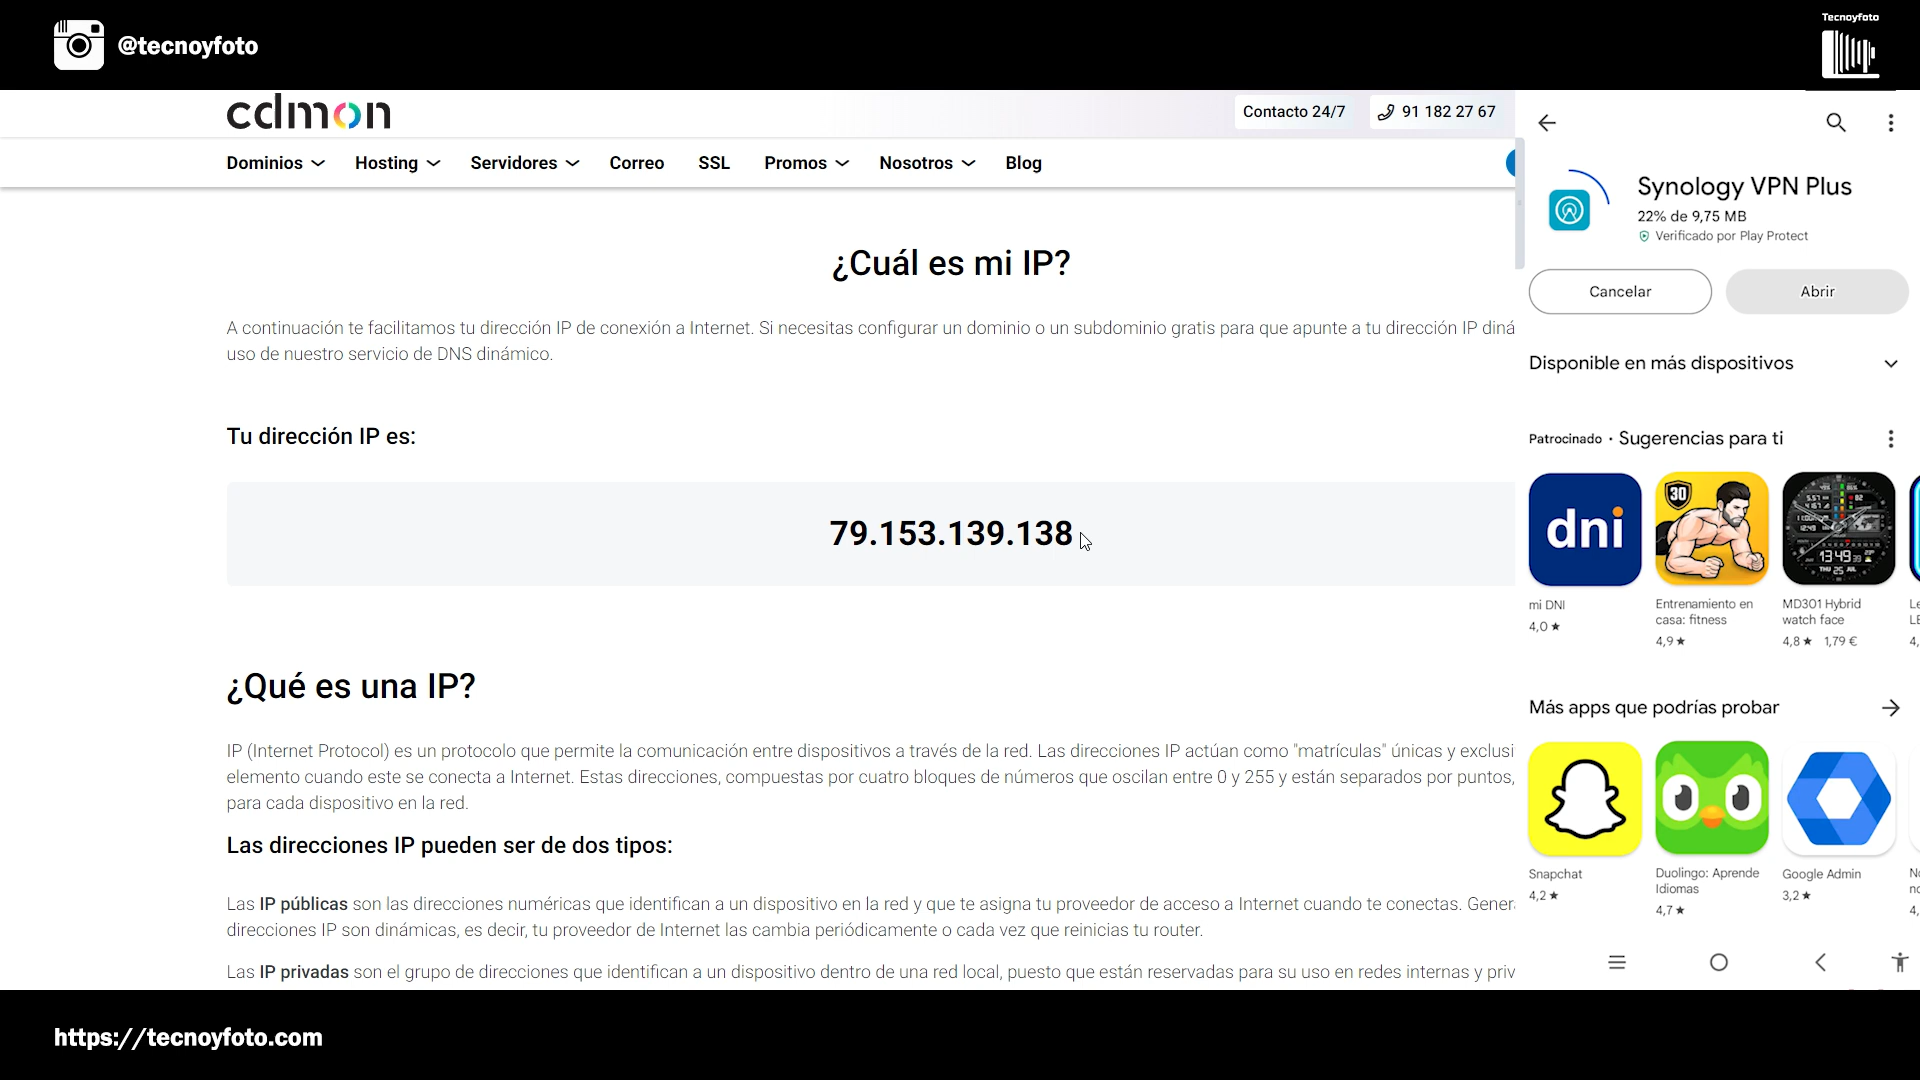 @tecnoyfoto
Tecnoyfoto
cdmon
Contacto 24/7
91 182 27 67
Dominios
Hosting
Servidores
Correo
SSL
Promos
Nosotros
Blog
¿Cuál es mi IP?
A continuación te facilitamos tu dirección IP de conexión a Internet. Si necesitas configurar un dominio o un subdominio gratis para que apunte a tu dirección IP diná
uso de nuestro servicio de DNS dinámico.
Tu dirección IP es:
79.153.139.138
¿Qué es una IP?
IP (Internet Protocol) es un protocolo que permite la comunicación entre dispositivos a través de la red. Las direcciones IP actúan como "matrículas" únicas y exclusi
elemento cuando este se conecta a Internet. Estas direcciones, compuestas por cuatro bloques de números que oscilan entre 0 y 255 y están separados por puntos,
para cada dispositivo en la red.
Las direcciones IP pueden ser de dos tipos:
Las IP públicas son las direcciones numéricas que identifican a un dispositivo en la red y que te asigna tu proveedor de acceso a Internet cuando te conectas. Gener
direcciones IP son dinámicas, es decir, tu proveedor de Internet las cambia periódicamente o cada vez que reinicias tu router.
Las IP privadas son el grupo de direcciones que identifican a un dispositivo dentro de una red local, puesto que están reservadas para su uso en redes internas y priv
Synology VPN Plus
22% de 9,75 MB
Verificado por Play Protect
Cancelar
Abrir
Disponible en más dispositivos
Patrocinado · Sugerencias para ti
dni
30
13:49 39
THU 25 JUL
mi DNI
4,0 ★
Entrenamiento en
casa: fitness
4,9 ★
MD301 Hybrid
watch face
4,8 ★ 1,79 €
Más apps que podrías probar
Snapchat
4,2 ★
Duolingo: Aprende
Idiomas
4,7 ★
Google Admin
3,2 ★
https://tecnoyfoto.com